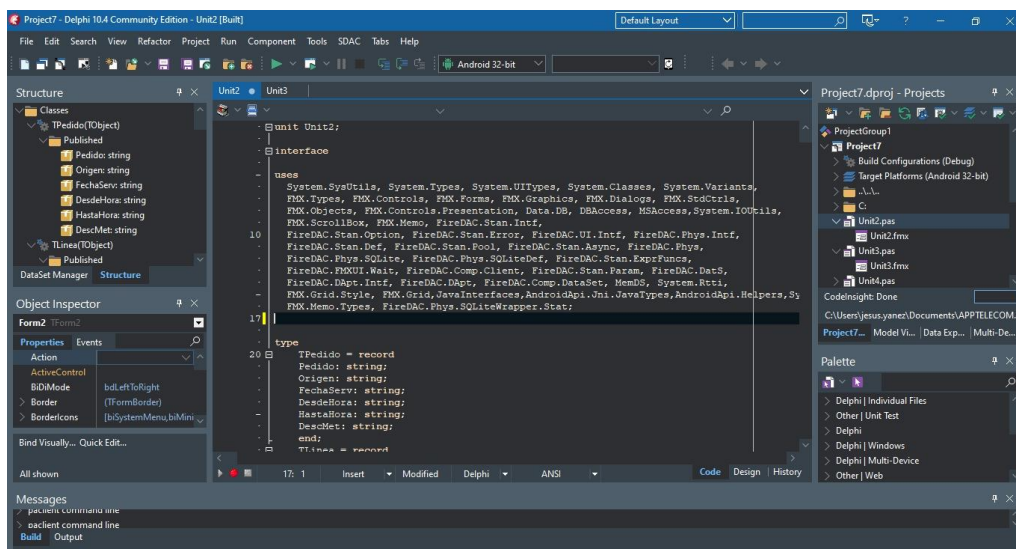 Project7 - Delphi 10.4 Community Edition - Unit2 [Built]
Default Layout
File Edit Search View Refactor Project Run Component Tools SDAC Tabs Help
Android 32-bit
Structure
Classes
TPedido(TObject)
Published
Pedido: string
Origen: string
FechaServ: string
DesdeHora: string
HastaHora: string
DescMet: string
TLinea(TObject)
Published
DataSet Manager Structure
Object Inspector
Form2 TForm2
Properties Events
Action
ActiveControl
BiDiMode bdLeftToRight
Border (TFormBorder)
BorderIcons [biSystemMenu,biMini
Bind Visually... Quick Edit...
All shown
Unit2 Unit3
unit Unit2;
interface
uses
System.SysUtils, System.Types, System.UITypes, System.Classes, System.Variants,
FMX.Types, FMX.Controls, FMX.Forms, FMX.Graphics, FMX.Dialogs, FMX.StdCtrls,
FMX.Objects, FMX.Controls.Presentation, Data.DB, DBAccess, MSAccess,System.IOUtils,
FMX.ScrollBox, FMX.Memo, FireDAC.Stan.Intf,
10 FireDAC.Stan.Option, FireDAC.Stan.Error, FireDAC.UI.Intf, FireDAC.Phys.Intf,
FireDAC.Stan.Def, FireDAC.Stan.Pool, FireDAC.Stan.Async, FireDAC.Phys,
FireDAC.Phys.SQLite, FireDAC.Phys.SQLiteDef, FireDAC.Stan.ExprFuncs,
FireDAC.FMXUI.Wait, FireDAC.Comp.Client, FireDAC.Stan.Param, FireDAC.DatS,
FireDAC.DApt.Intf, FireDAC.DApt, FireDAC.Comp.DataSet, MemDS, System.Rtti,
FMX.Grid.Style, FMX.Grid,JavaInterfaces,AndroidApi.Jni.JavaTypes,AndroidApi.Helpers,Sy
FMX.Memo.Types, FireDAC.Phys.SQLiteWrapper.Stat;
17
type
20 TPedido = record
Pedido: string;
Origen: string;
FechaServ: string;
DesdeHora: string;
HastaHora: string;
DescMet: string;
end;
TLinea = record
17: 1 Insert Modified Delphi ANSI Code Design History
Project7.dproj - Projects
ProjectGroup1
Project7
Build Configurations (Debug)
Target Platforms (Android 32-bit)
..\..\..
C:
Unit2.pas
Unit2.fmx
Unit3.pas
Unit3.fmx
Unit4.pas
CodeInsight: Done
C:\Users\jesus.yanez\Documents\APPTELECOM.
Project7... Model Vi... Data Exp... Multi-De...
Palette
Delphi | Individual Files
Other | Unit Test
Delphi
Delphi | Windows
Delphi | Multi-Device
Other | Web
Messages
paclient command line
paclient command line
Build Output